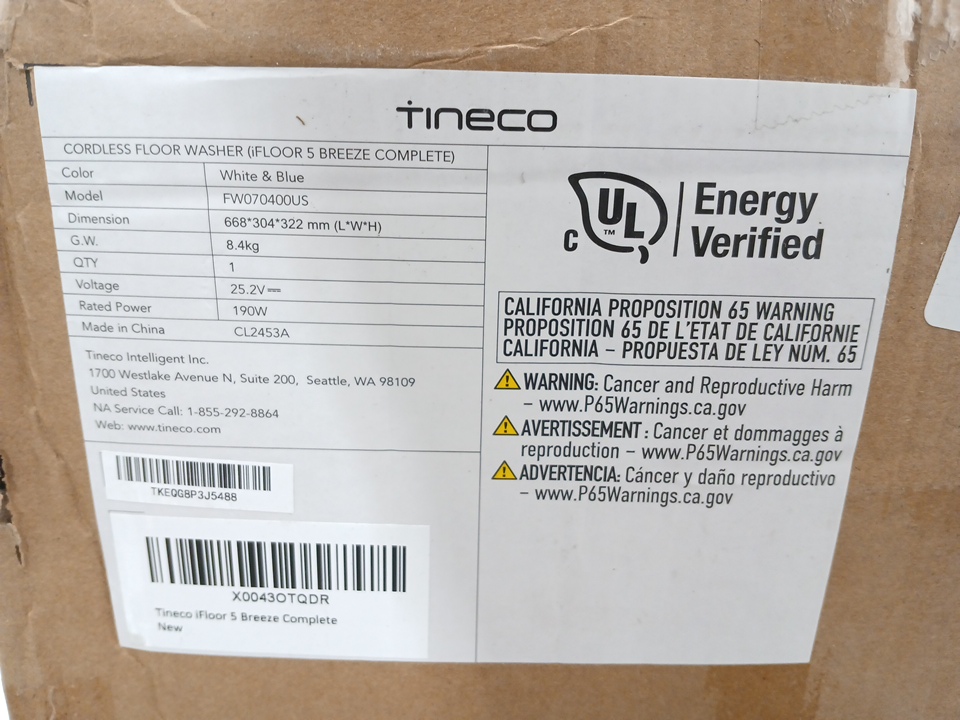 Tineco
CORDLESS FLOOR WASHER (iFLOOR 5 BREEZE COMPLETE)
Color White & Blue
Model FW070400US
Dimension 668*304*322 mm (L*W*H)
G.W. 8.4kg
QTY 1
Voltage 25.2V⎓
Rated Power 190W
Made in China CL2453A
Tineco Intelligent Inc.
1700 Westlake Avenue N, Suite 200, Seattle, WA 98109
United States
NA Service Call: 1-855-292-8864
Web: www.tineco.com
TKEQG8P3J5488
X0043OTQDR
Tineco iFloor 5 Breeze Complete
New
C UL ™
Energy
Verified
CALIFORNIA PROPOSITION 65 WARNING
PROPOSITION 65 DE L'ETAT DE CALIFORNIE
CALIFORNIA – PROPUESTA DE LEY NÚM. 65
WARNING: Cancer and Reproductive Harm
– www.P65Warnings.ca.gov
AVERTISSEMENT : Cancer et dommagges à
reproduction – www.P65Warnings.ca.gov
ADVERTENCIA: Cáncer y daño reproductivo
– www.P65Warnings.ca.gov